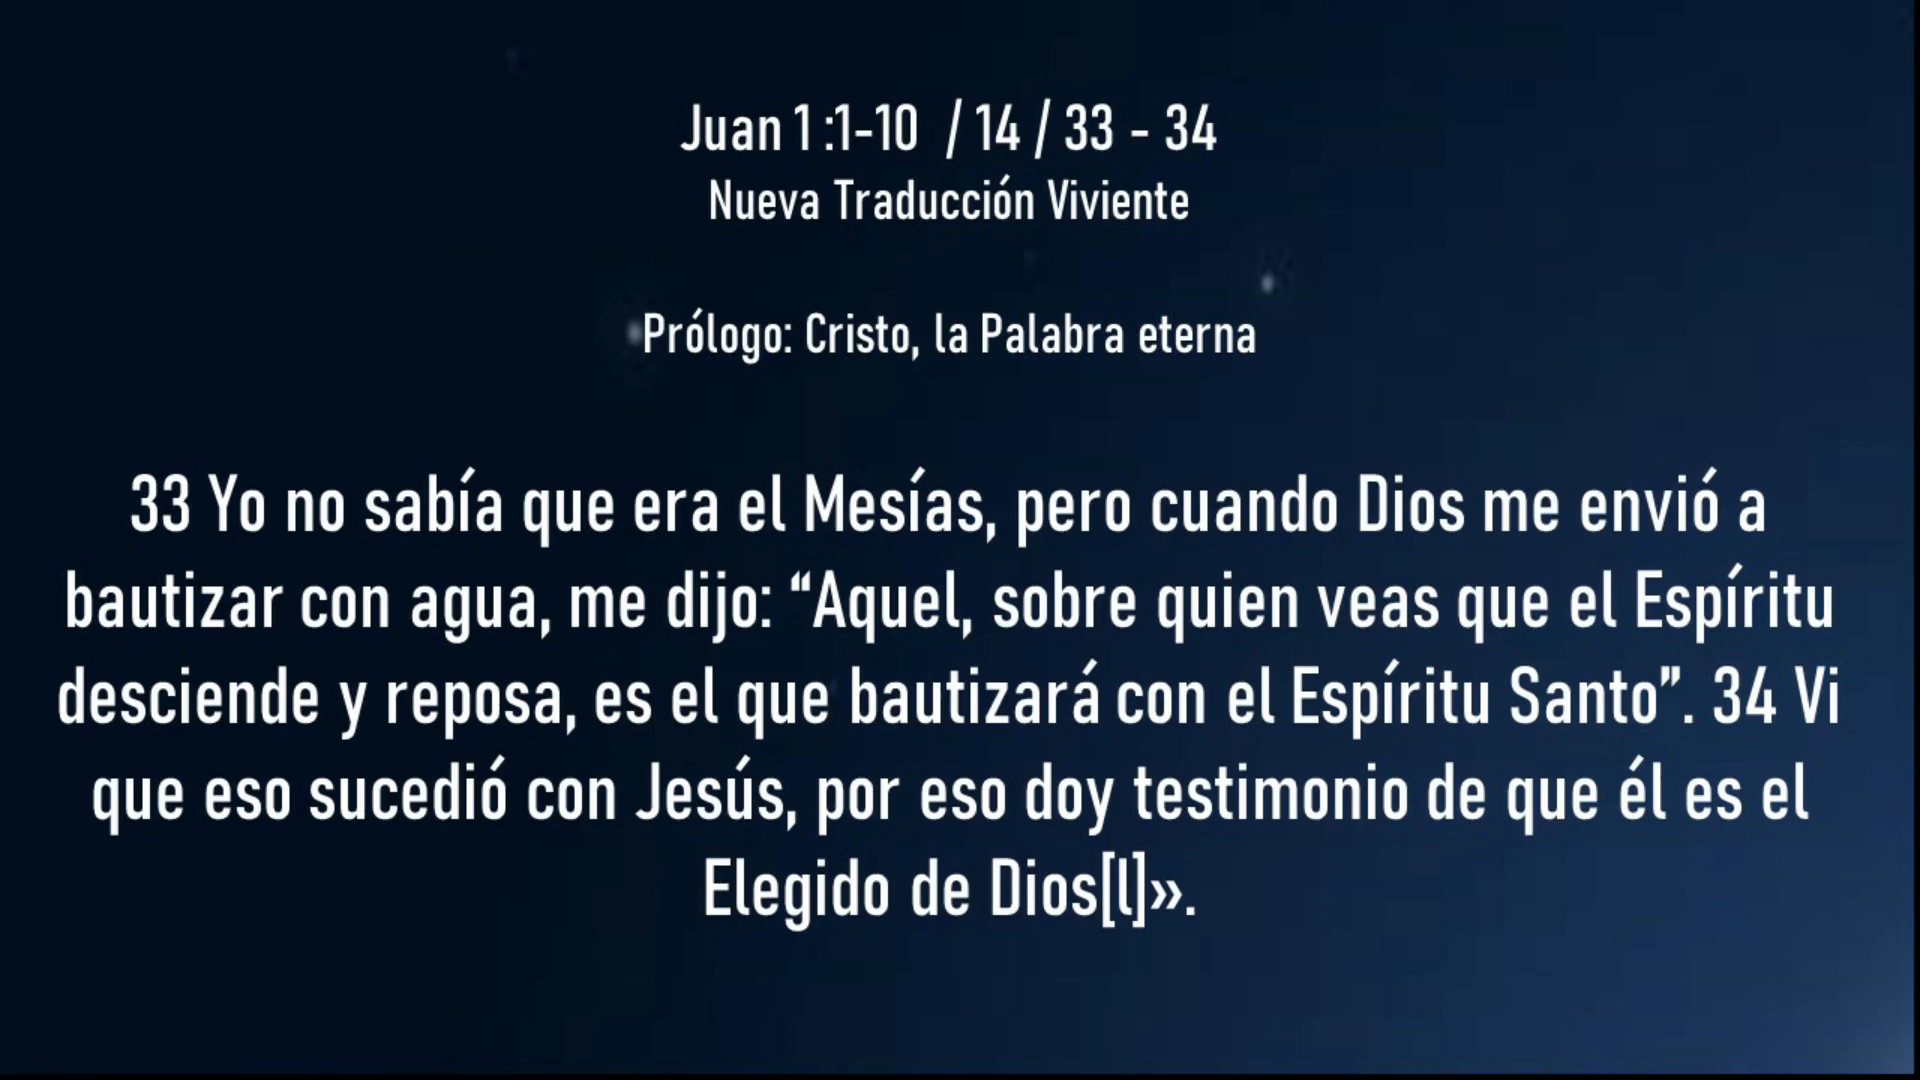 Juan 1 :1-10 / 14 / 33 - 34
Nueva Traducción Viviente
Prólogo: Cristo, la Palabra eterna
33 Yo no sabía que era el Mesías, pero cuando Dios me envió a
bautizar con agua, me dijo: “Aquel, sobre quien veas que el Espíritu
desciende y reposa, es el que bautizará con el Espíritu Santo”. 34 Vi
que eso sucedió con Jesús, por eso doy testimonio de que él es el
Elegido de Dios[l]».